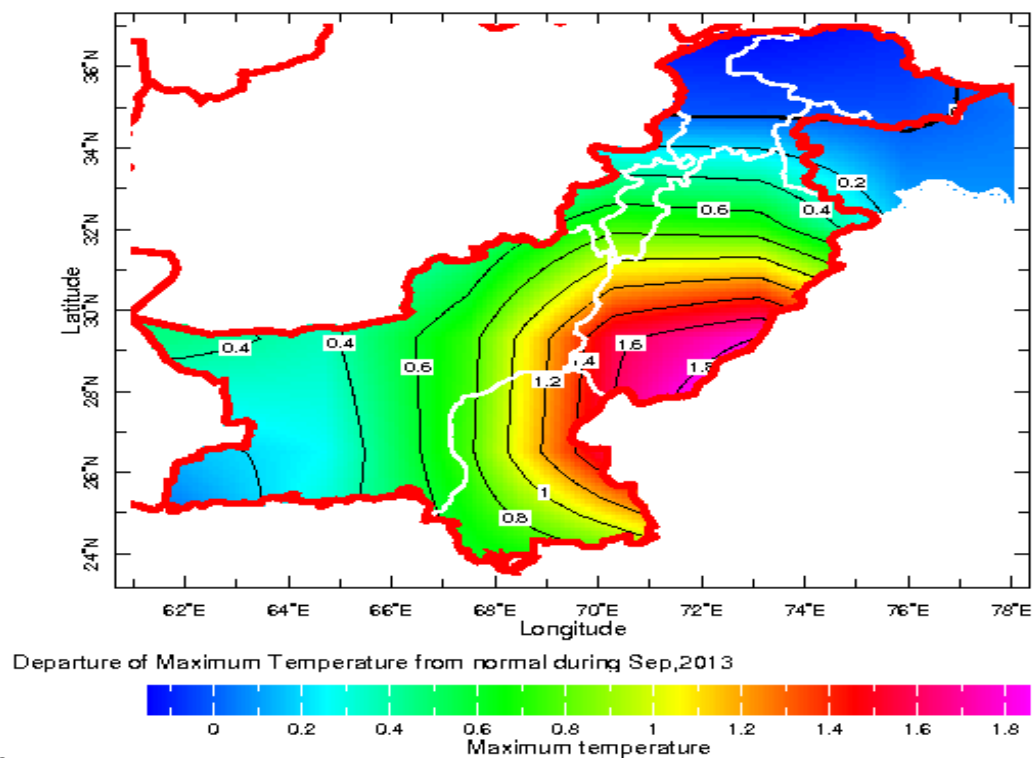 36°N
34°N
32°N
30°N
28°N
26°N
24°N
Latitude
0.2
0.4
0.6
0.4
0.4
0.6
1.6
1.8
1.2
1
0.8
62°E 64°E 66°E 68°E 70°E 72°E 74°E 76°E 78°E
Longitude
Departure of Maximum Temperature from normal during Sep,2013
0 0.2 0.4 0.6 0.8 1 1.2 1.4 1.6 1.8
Maximum temperature